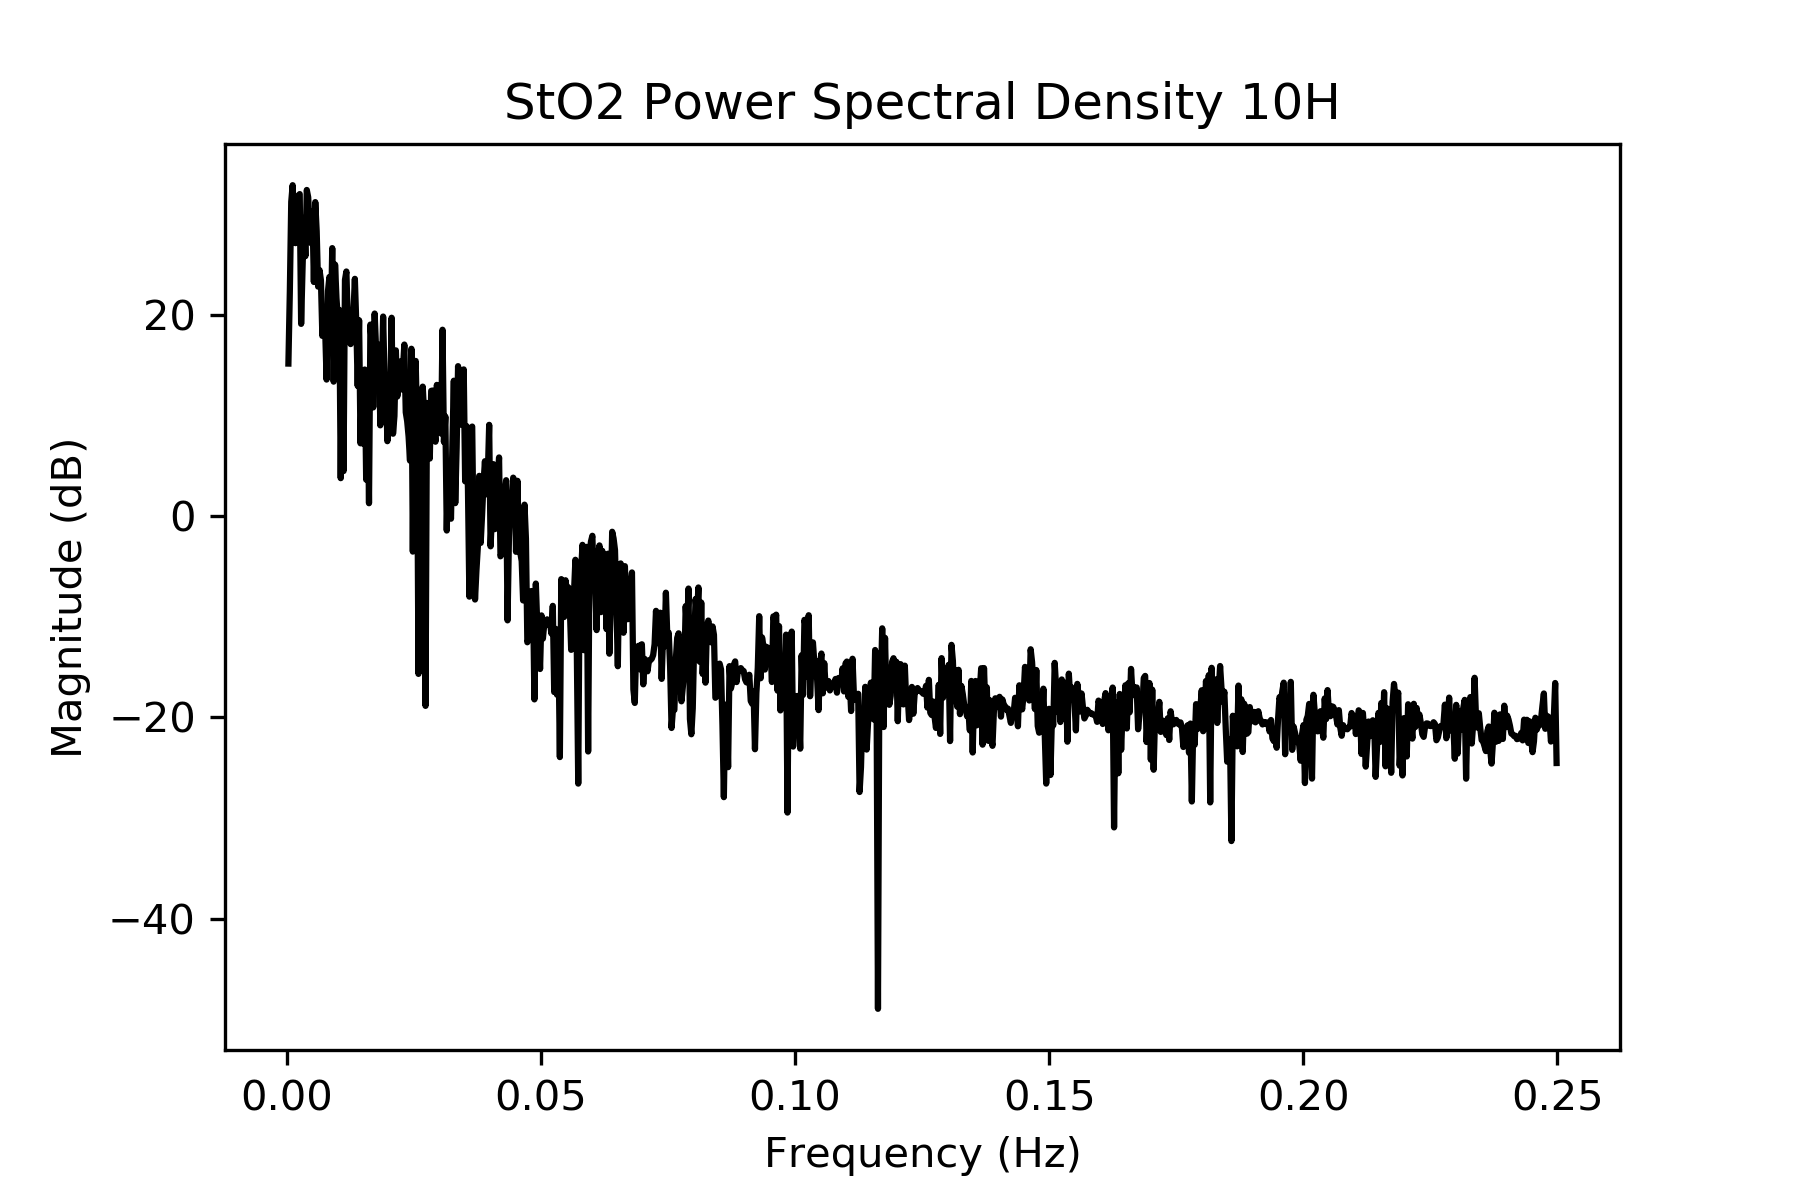 StO2 Power Spectral Density 10H
Magnitude (dB)
20
0
−20
−40
0.00 0.05 0.10 0.15 0.20 0.25
Frequency (Hz)